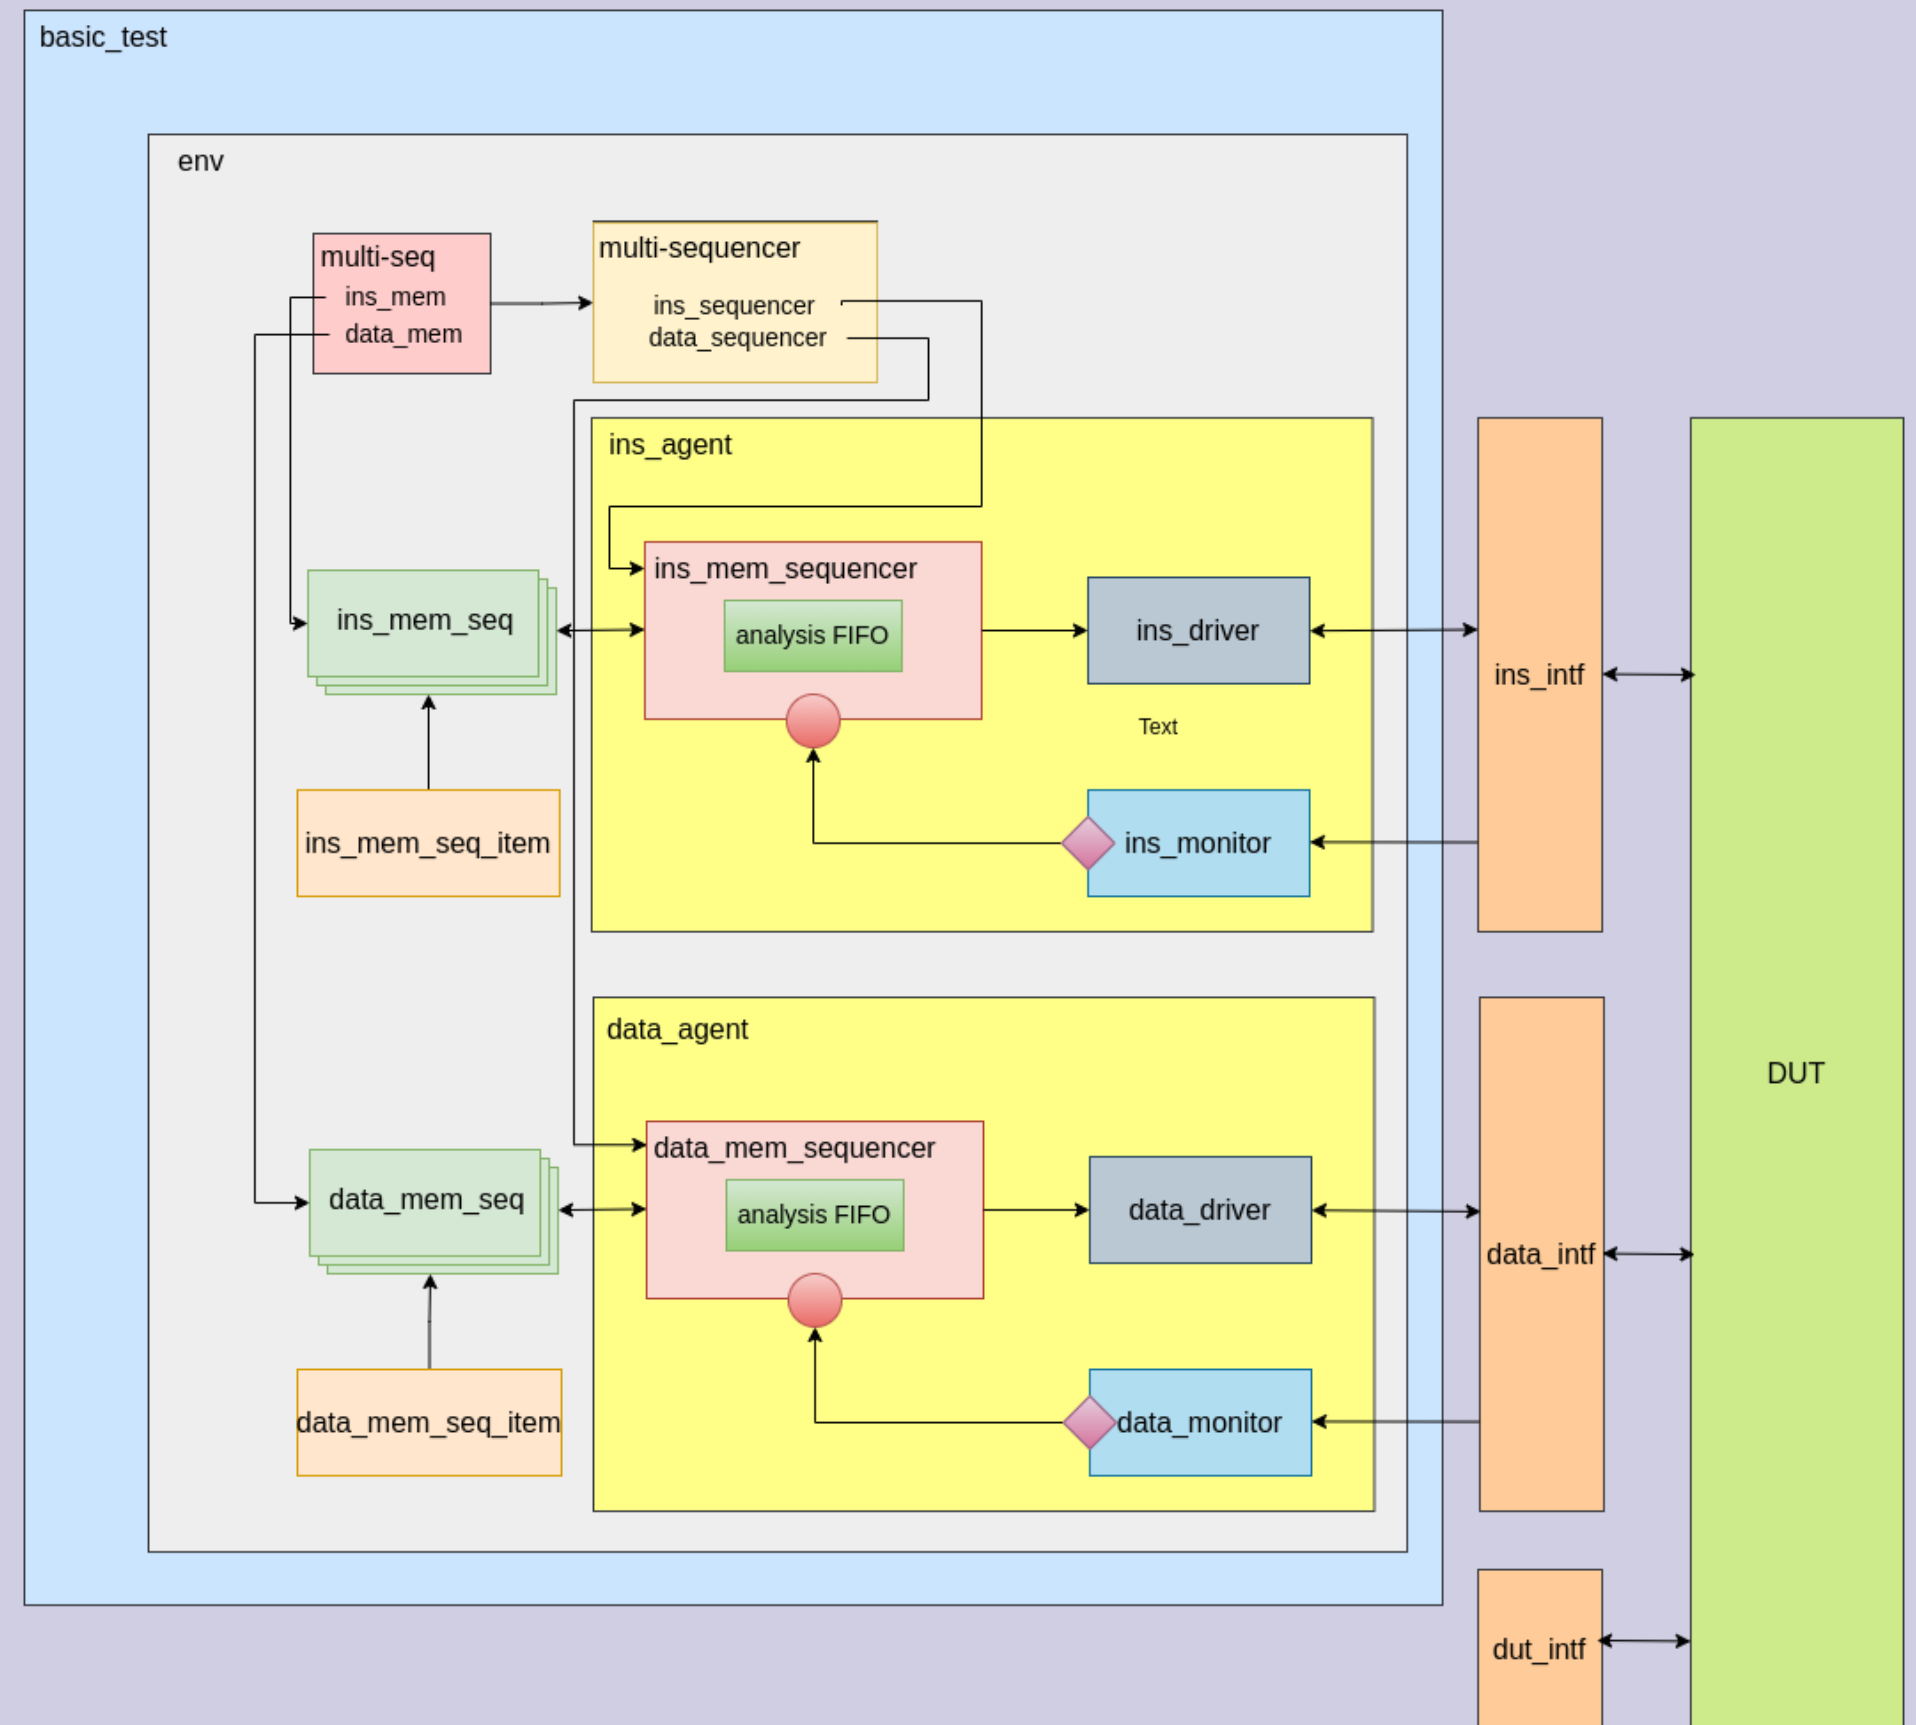 basic_test
env
multi-seq
ins_mem
data_mem
multi-sequencer
ins_sequencer
data_sequencer
ins_agent
ins_mem_sequencer
analysis FIFO
ins_mem_seq
ins_driver
ins_intf
Text
ins_mem_seq_item
ins_monitor
data_agent
DUT
data_mem_sequencer
analysis FIFO
data_mem_seq
data_driver
data_intf
data_mem_seq_item
data_monitor
dut_intf